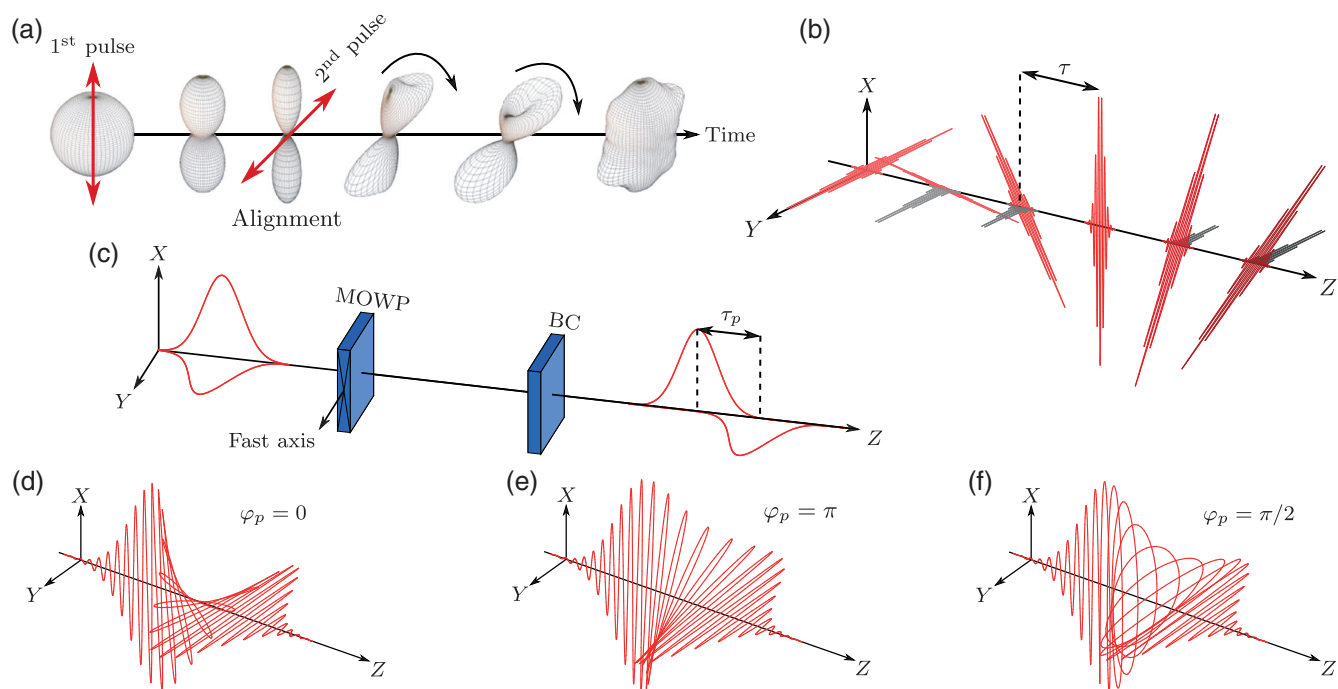 (a)
1st pulse
2nd pulse
Time
Alignment
(b)
X
τ
Y
Z
(c)
X
MOWP
BC
τp
Y
Fast axis
Z
(d)
X
φp = 0
Y
Z
(e)
X
φp = π
Y
Z
(f)
X
φp = π/2
Y
Z